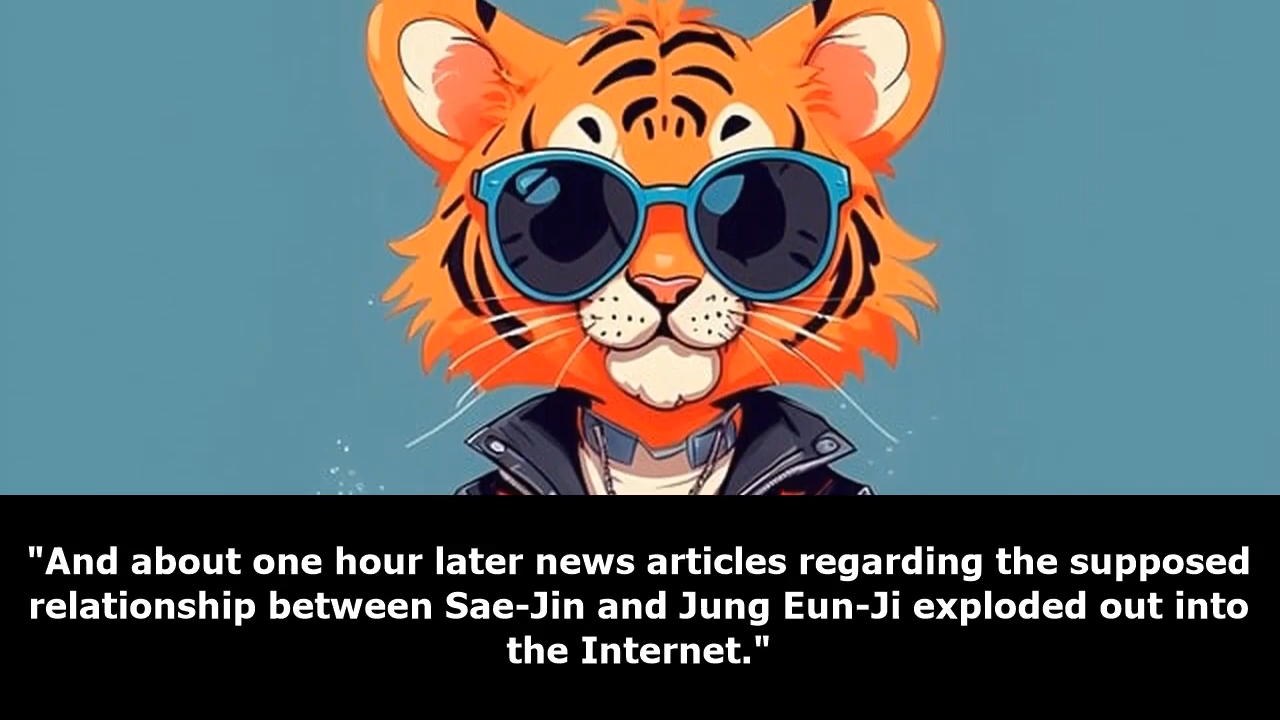 "And about one hour later news articles regarding the supposed
relationship between Sae-Jin and Jung Eun-Ji exploded out into
the Internet."